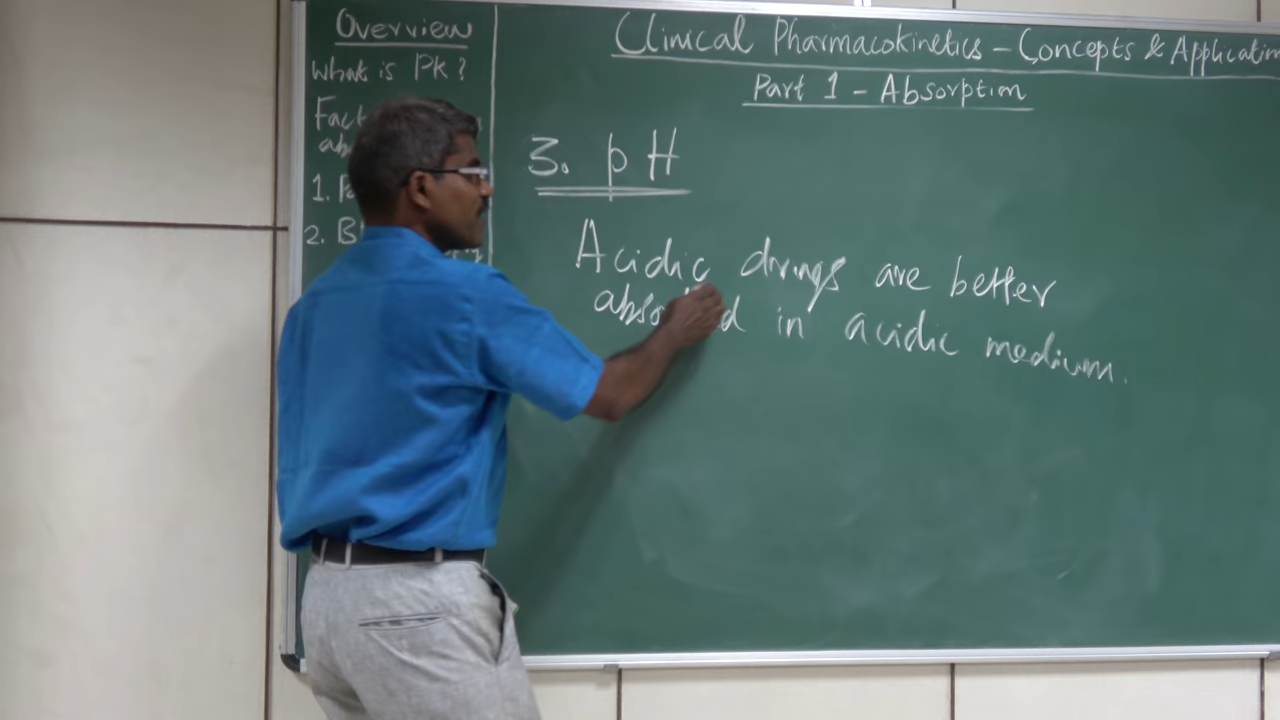 Overview
What is PK?
1.
2. B
Clinical Pharmacokinetics – Concepts & Application
Part 1 – Absorption
3. pH
Acidic drugs are better
in acidic medium.